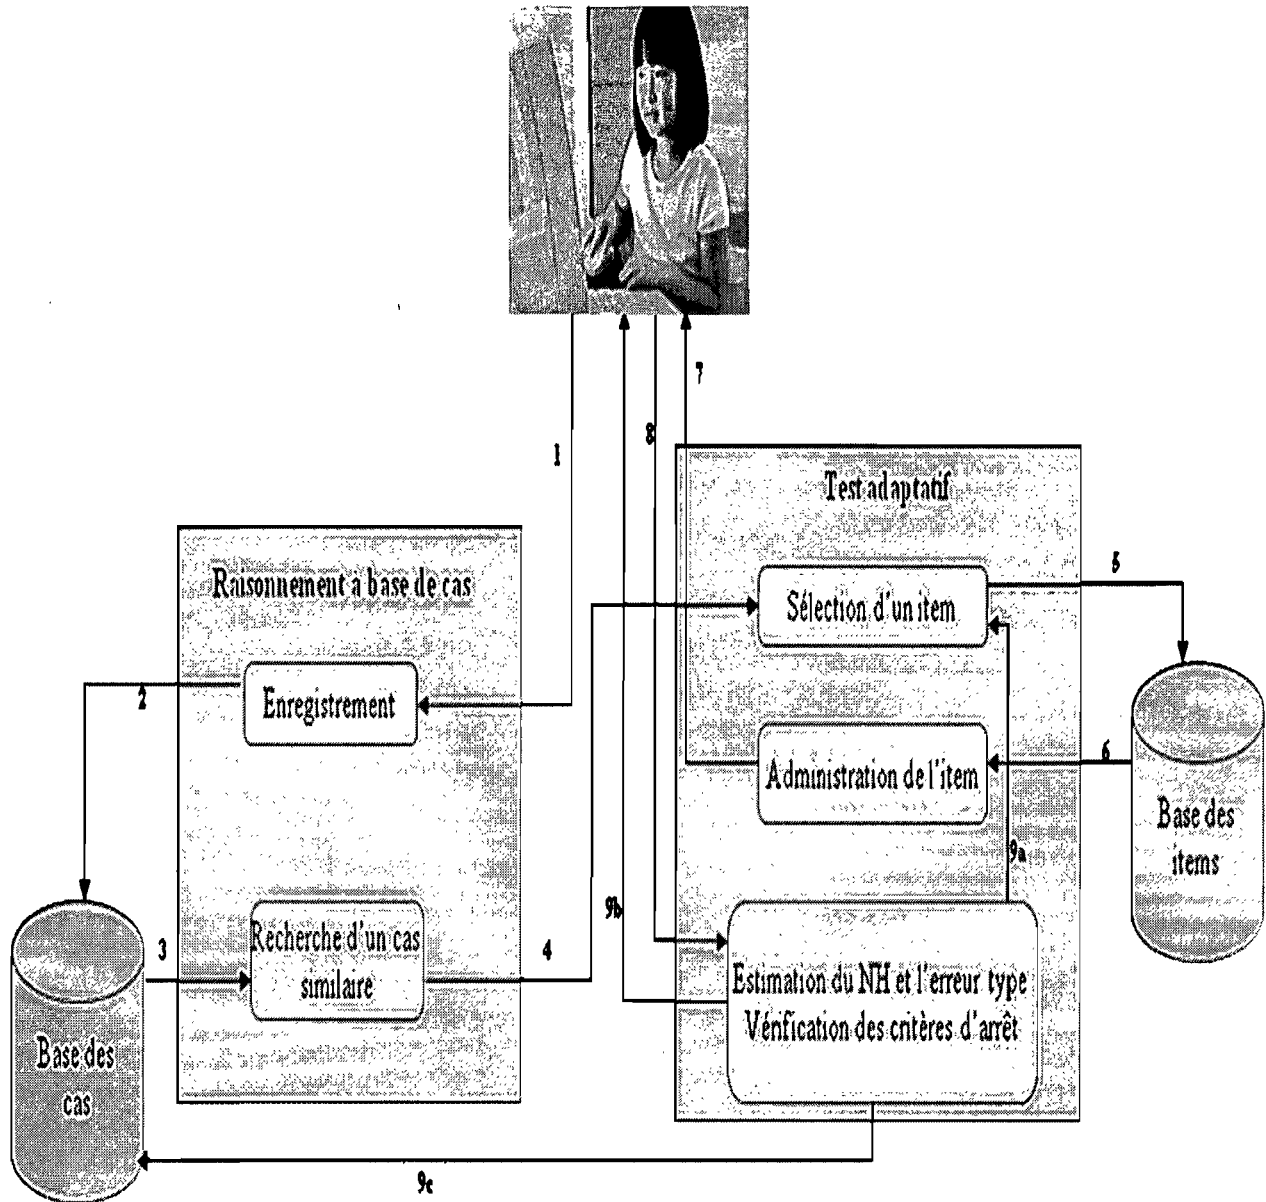 7
8
1
Test adaptatif
5
Raisonnement à base de cas
Sélection d'un item
2
Enregistrement
6
Administration de l'item
Base des
items
9a
9b
Recherche d'un cas
similaire
3
4
Estimation du NH et l'erreur type
Vérification des critères d'arrêt
Base des
cas
9c